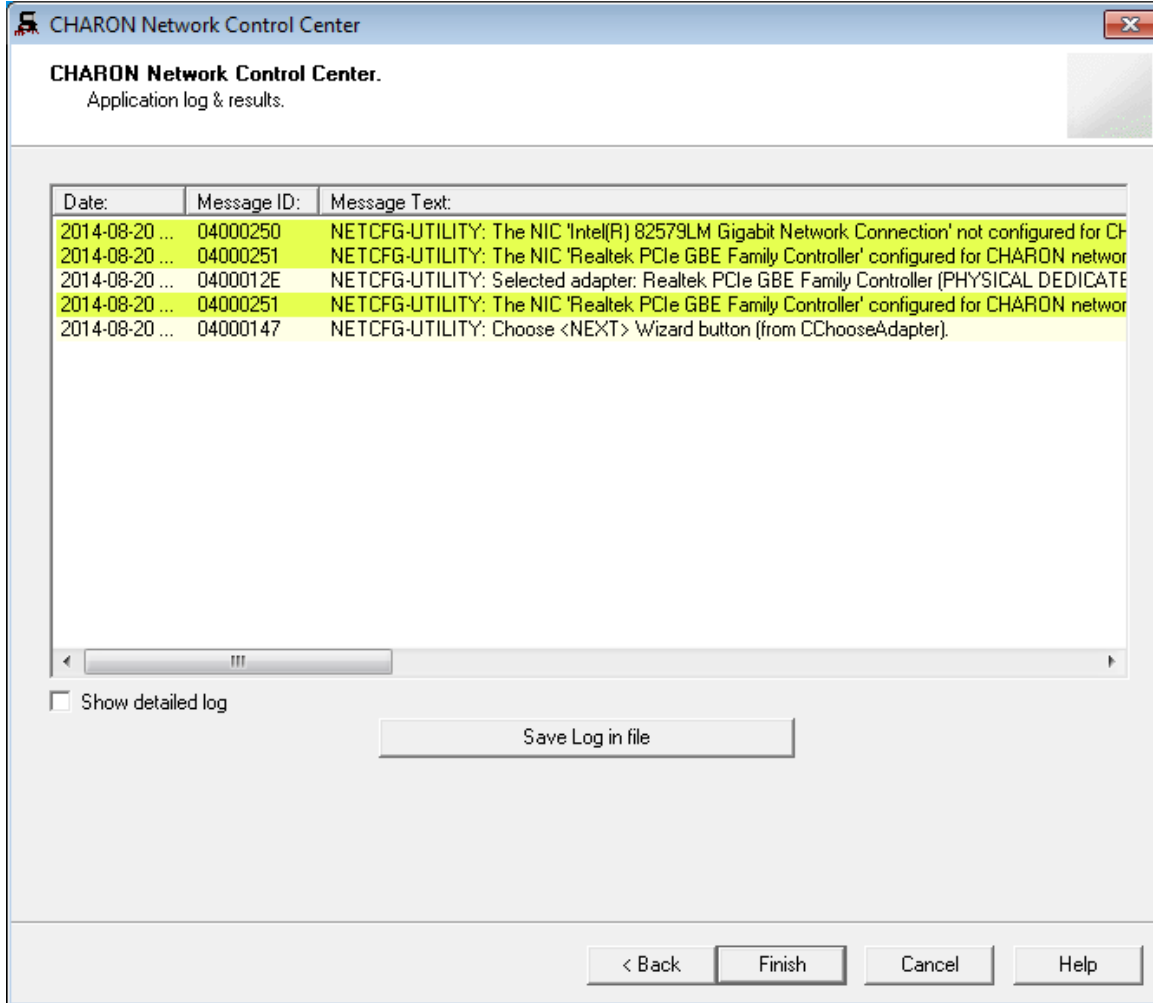 CHARON Network Control Center
CHARON Network Control Center.
Application log & results.
Date: Message ID: Message Text:
2014-08-20 ... 04000250 NETCFG-UTILITY: The NIC 'Intel(R) 82579LM Gigabit Network Connection' not configured for CH
2014-08-20 ... 04000251 NETCFG-UTILITY: The NIC 'Realtek PCIe GBE Family Controller' configured for CHARON networ
2014-08-20 ... 0400012E NETCFG-UTILITY: Selected adapter: Realtek PCIe GBE Family Controller (PHYSICAL DEDICATE
2014-08-20 ... 04000251 NETCFG-UTILITY: The NIC 'Realtek PCIe GBE Family Controller' configured for CHARON networ
2014-08-20 ... 04000147 NETCFG-UTILITY: Choose <NEXT> Wizard button (from CChooseAdapter).
Show detailed log
Save Log in file
< Back Finish Cancel Help